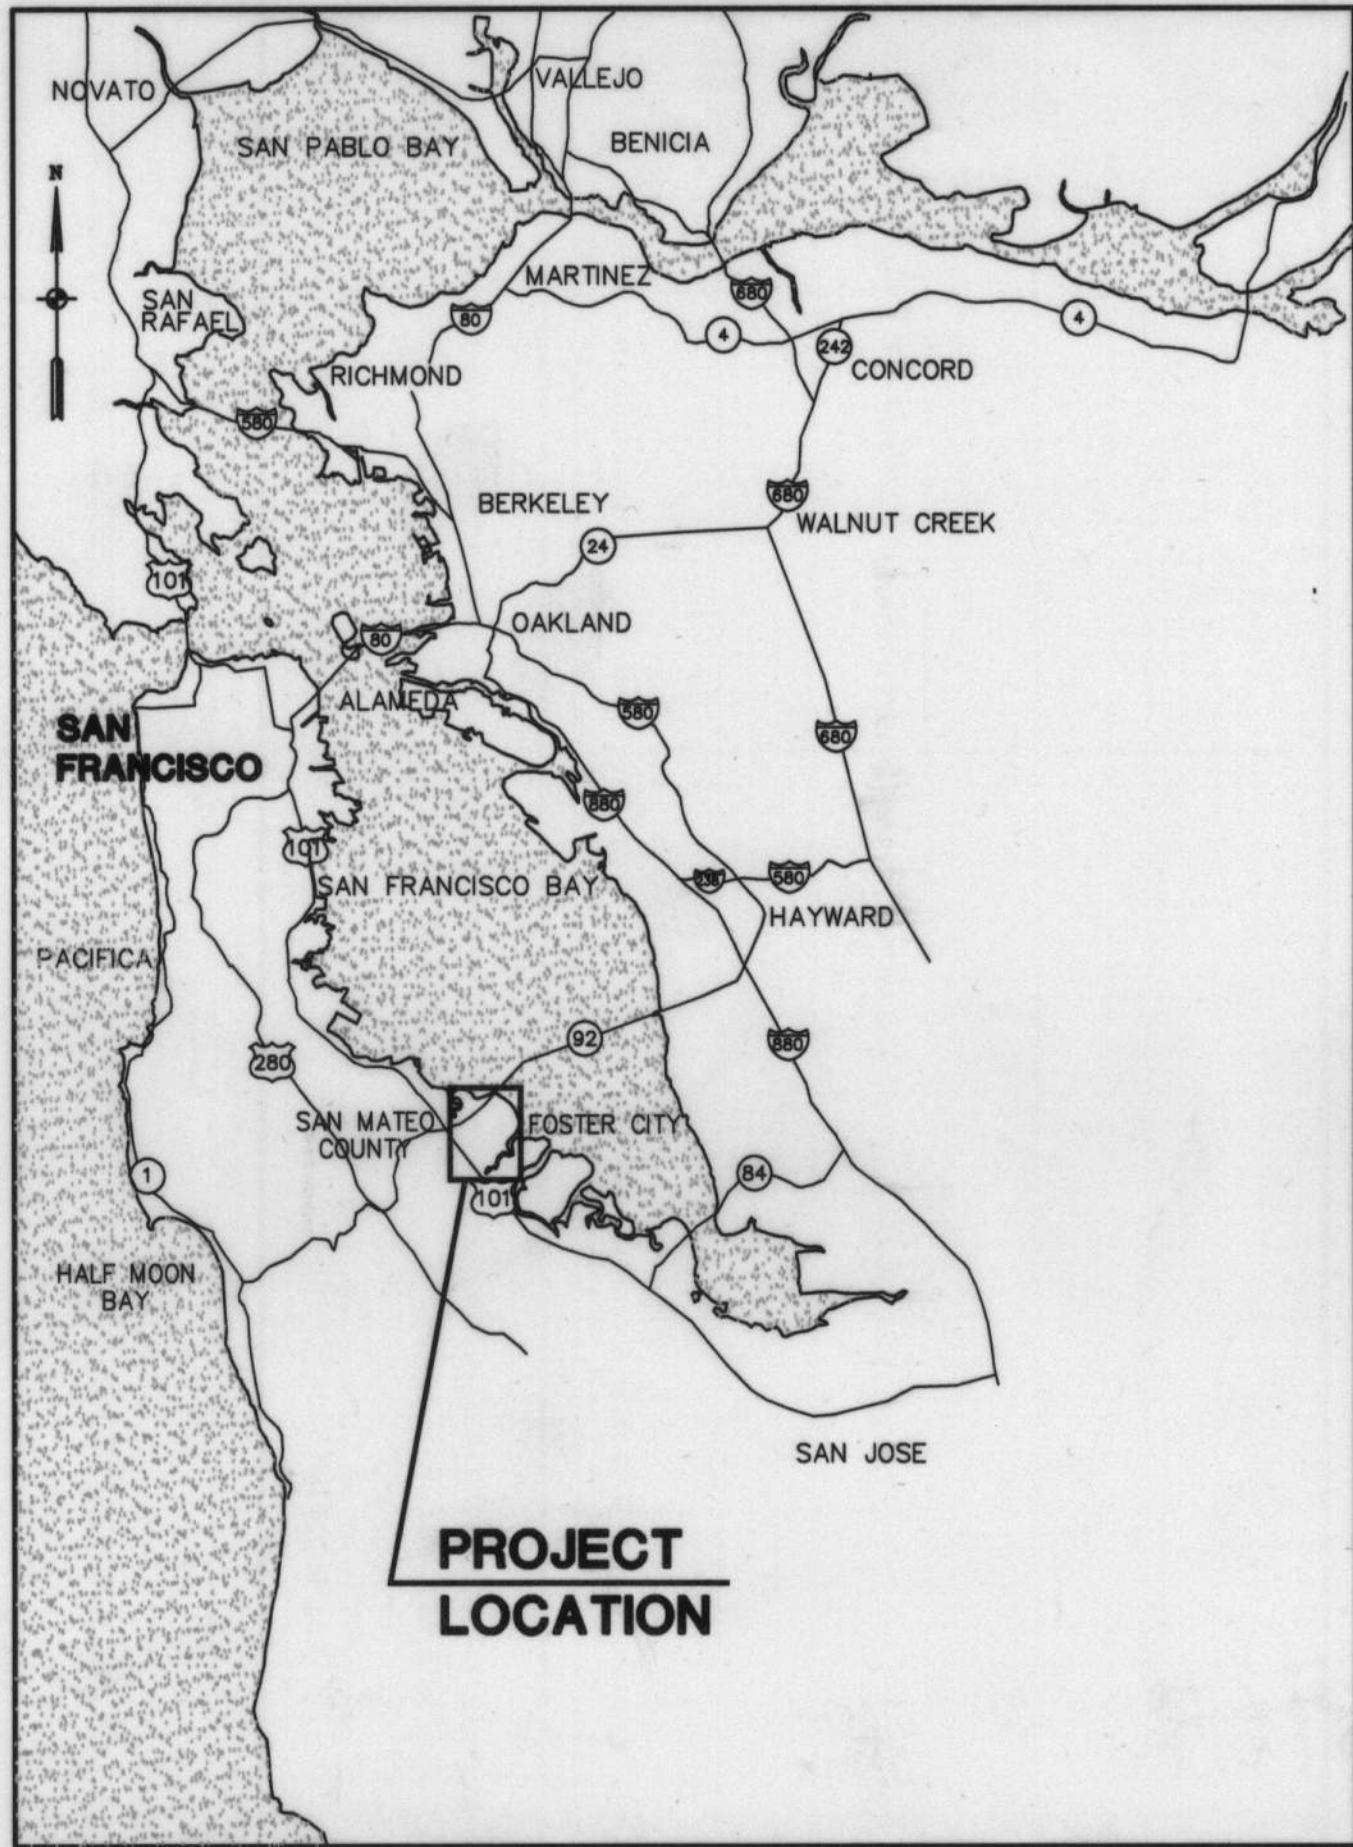 NOVATO
VALLEJO
SAN PABLO BAY
BENICIA
N
MARTINEZ
680
SAN
RAFAEL
80
4
242
4
RICHMOND
CONCORD
580
680
BERKELEY
WALNUT CREEK
24
101
OAKLAND
80
ALAMEDA
580
SAN
FRANCISCO
680
880
101
SAN FRANCISCO BAY
238
580
HAYWARD
PACIFICA
92
880
280
SAN MATEO
COUNTY
FOSTER CITY
1
84
101
HALF MOON
BAY
SAN JOSE
PROJECT
LOCATION